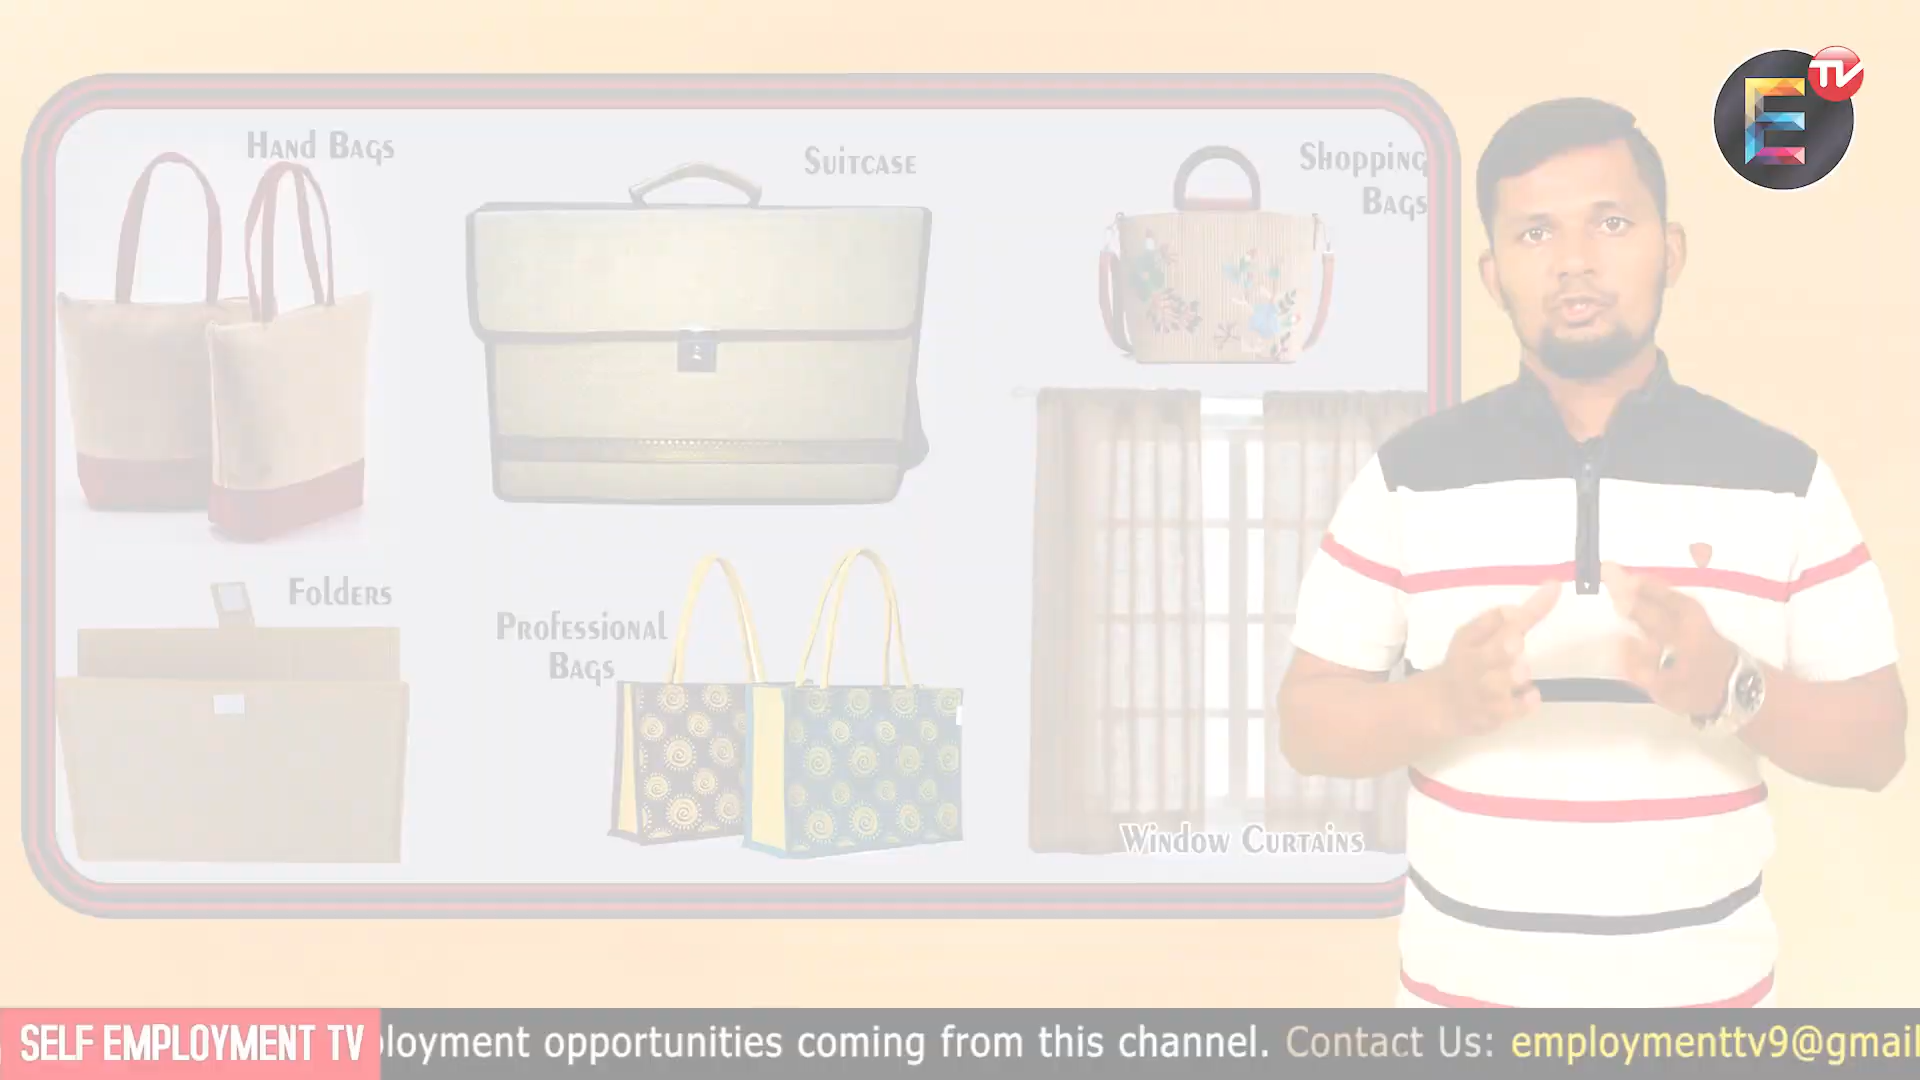 Hand Bags
Suitcase
Shopping
Bags
Folders
Professional
Bags
Window Curtains
E TV
SELF EMPLOYMENT TV
ployment opportunities coming from this channel. Contact Us: employmenttv9@gmail